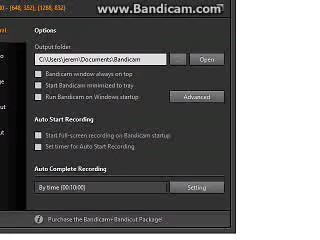 www.Bandicam.com
0 - (648, 352), (1288, 832)
Options
Output folder
C:\Users\jerem\Documents\Bandicam
...
Open
Bandicam window always on top
Start Bandicam minimized to tray
Run Bandicam on Windows startup
Advanced
Auto Start Recording
Start full-screen recording on Bandicam startup
Set timer for Auto Start Recording
Auto Complete Recording
By time (00:10:00)
Setting
Purchase the Bandicam+Bandicut Package!